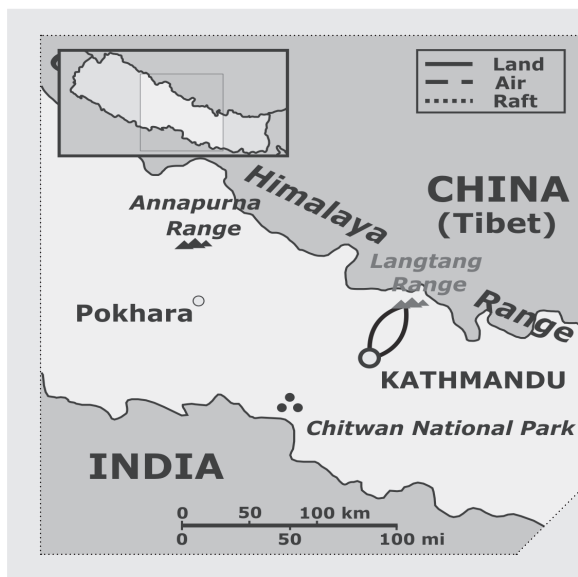 Land
Air
Raft
Himalaya
Range
CHINA
(Tibet)
Annapurna
Range
Langtang
Range
Pokhara
KATHMANDU
Chitwan National Park
INDIA
0 50 100 km
0 50 100 mi